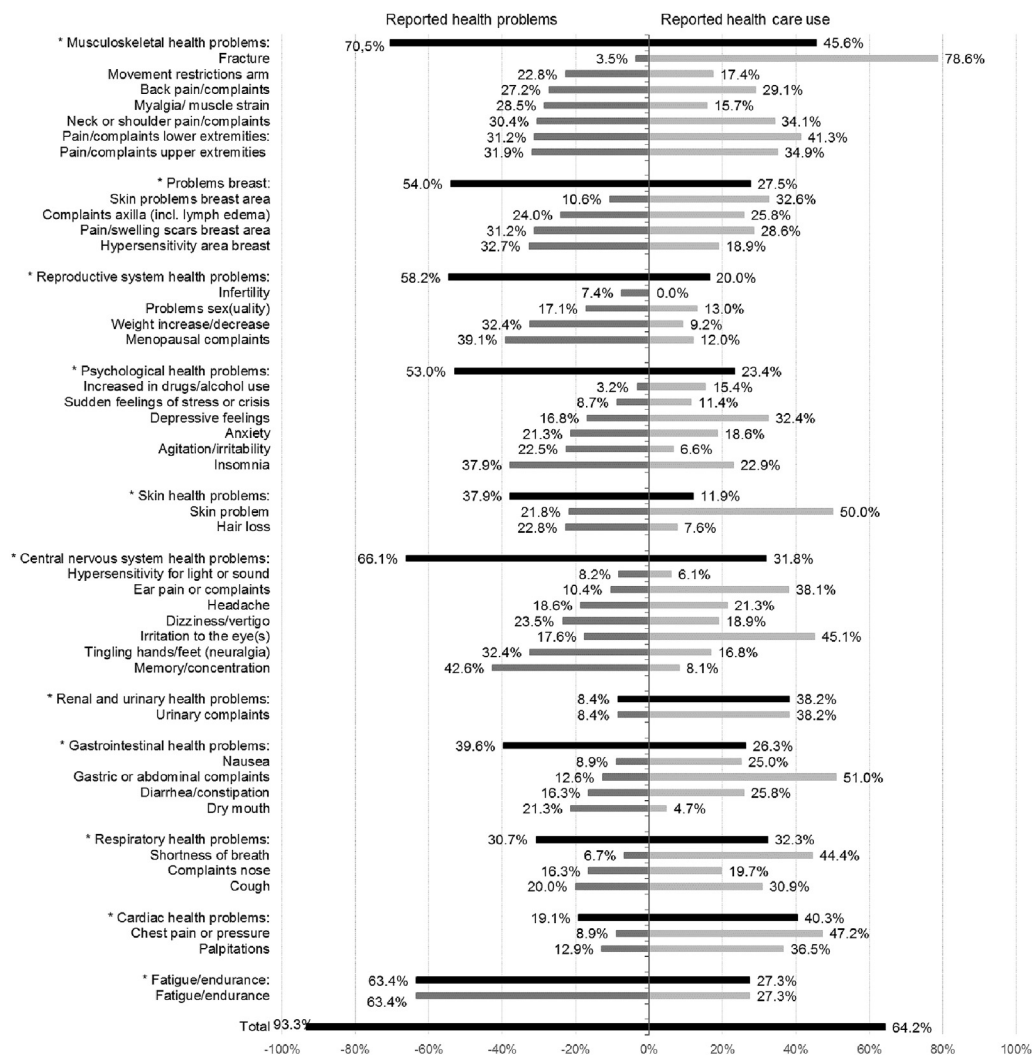 Reported health problems Reported health care use
* Musculoskeletal health problems: 70,5% 45.6%
Fracture 3.5% 78.6%
Movement restrictions arm 22.8% 17.4%
Back pain/complaints 27.2% 29.1%
Myalgia/ muscle strain 28.5% 15.7%
Neck or shoulder pain/complaints 30.4% 34.1%
Pain/complaints lower extremities: 31.2% 41.3%
Pain/complaints upper extremities 31.9% 34.9%
* Problems breast: 54.0% 27.5%
Skin problems breast area 10.6% 32.6%
Complaints axilla (incl. lymph edema) 24.0% 25.8%
Pain/swelling scars breast area 31.2% 28.6%
Hypersensitivity area breast 32.7% 18.9%
* Reproductive system health problems: 58.2% 20.0%
Infertility 7.4% 0.0%
Problems sex(uality) 17.1% 13.0%
Weight increase/decrease 32.4% 9.2%
Menopausal complaints 39.1% 12.0%
* Psychological health problems: 53.0% 23.4%
Increased in drugs/alcohol use 3.2% 15.4%
Sudden feelings of stress or crisis 8.7% 11.4%
Depressive feelings 16.8% 32.4%
Anxiety 21.3% 18.6%
Agitation/irritability 22.5% 6.6%
Insomnia 37.9% 22.9%
* Skin health problems: 37.9% 11.9%
Skin problem 21.8% 50.0%
Hair loss 22.8% 7.6%
* Central nervous system health problems: 66.1% 31.8%
Hypersensitivity for light or sound 8.2% 6.1%
Ear pain or complaints 10.4% 38.1%
Headache 18.6% 21.3%
Dizziness/vertigo 23.5% 18.9%
Irritation to the eye(s) 17.6% 45.1%
Tingling hands/feet (neuralgia) 32.4% 16.8%
Memory/concentration 42.6% 8.1%
* Renal and urinary health problems: 8.4% 38.2%
Urinary complaints 8.4% 38.2%
* Gastrointestinal health problems: 39.6% 26.3%
Nausea 8.9% 25.0%
Gastric or abdominal complaints 12.6% 51.0%
Diarrhea/constipation 16.3% 25.8%
Dry mouth 21.3% 4.7%
* Respiratory health problems: 30.7% 32.3%
Shortness of breath 6.7% 44.4%
Complaints nose 16.3% 19.7%
Cough 20.0% 30.9%
* Cardiac health problems: 19.1% 40.3%
Chest pain or pressure 8.9% 47.2%
Palpitations 12.9% 36.5%
* Fatigue/endurance: 63.4% 27.3%
Fatigue/endurance 63.4% 27.3%
Total 93.3% 64.2%
-100% -80% -60% -40% -20% 0% 20% 40% 60% 80% 100%